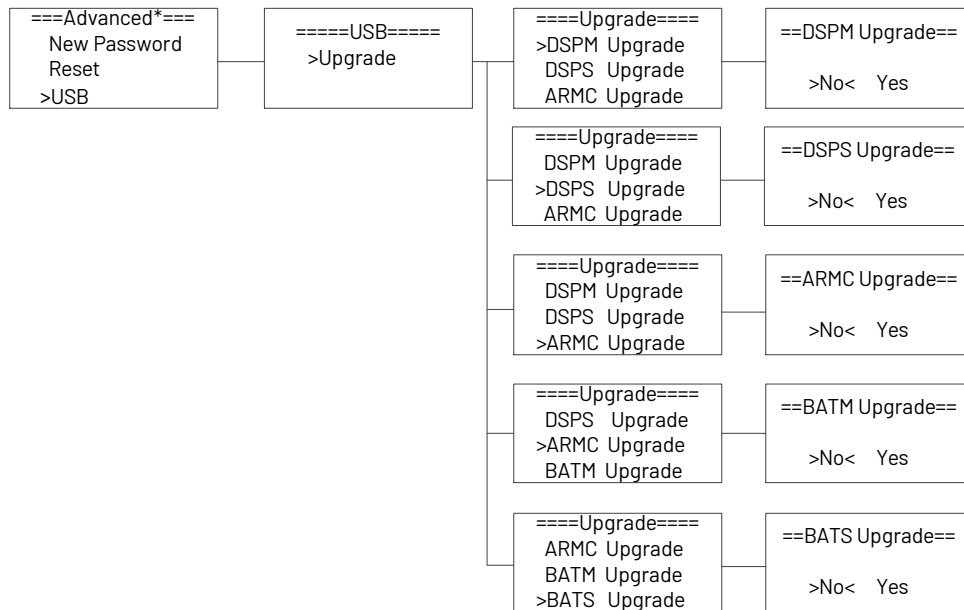 ===Advanced*===
New Password
Reset
>USB
=====USB=====
>Upgrade
====Upgrade====
>DSPM Upgrade
DSPS Upgrade
ARMC Upgrade
==DSPM Upgrade==
>No< Yes
====Upgrade====
DSPM Upgrade
>DSPS Upgrade
ARMC Upgrade
==DSPS Upgrade==
>No< Yes
====Upgrade====
DSPM Upgrade
DSPS Upgrade
>ARMC Upgrade
==ARMC Upgrade==
>No< Yes
====Upgrade====
DSPS Upgrade
>ARMC Upgrade
BATM Upgrade
==BATM Upgrade==
>No< Yes
====Upgrade====
ARMC Upgrade
BATM Upgrade
>BATS Upgrade
==BATS Upgrade==
>No< Yes